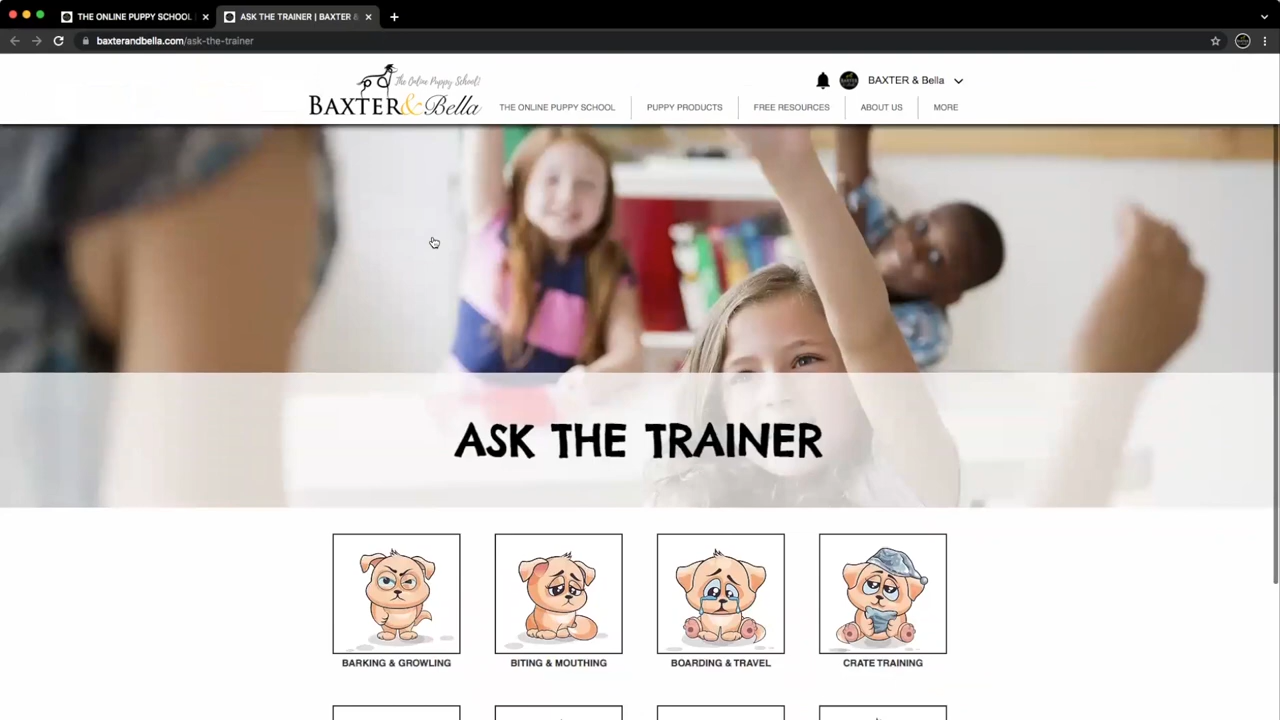 THE ONLINE PUPPY SCHOOL
ASK THE TRAINER | BAXTER &
baxterandbella.com/ask-the-trainer
The Online Puppy School!
BAXTER & Bella
BAXTER&Bella
THE ONLINE PUPPY SCHOOL
PUPPY PRODUCTS
FREE RESOURCES
ABOUT US
MORE
ASK THE TRAINER
BARKING & GROWLING
BITING & MOUTHING
BOARDING & TRAVEL
CRATE TRAINING